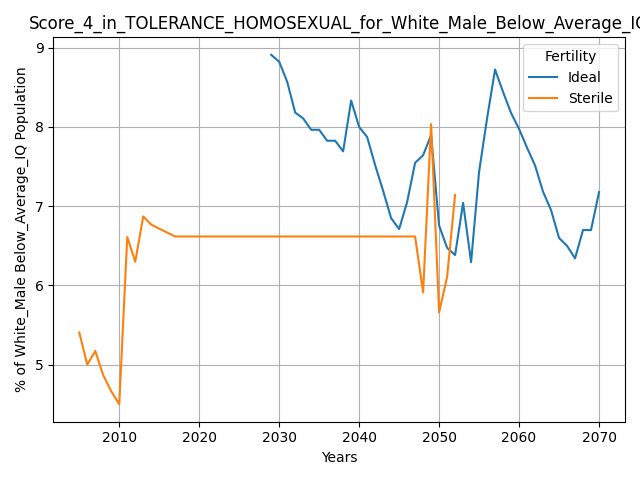 Score_4_in_TOLERANCE_HOMOSEXUAL_for_White_Male_Below_Average_IQ
Fertility
Ideal
Sterile
% of White_Male Below_Average_IQ Population
9
8
7
6
5
2010 2020 2030 2040 2050 2060 2070
Years